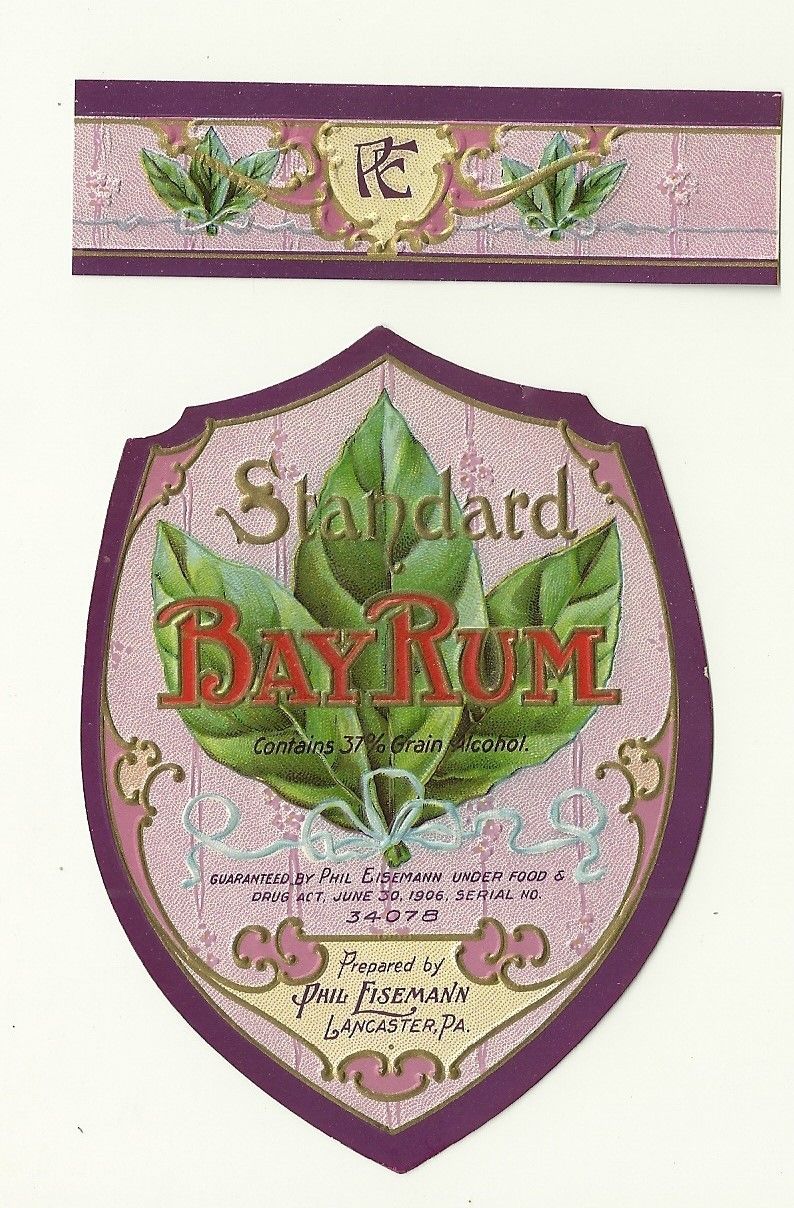 PE
Standard
BAY RUM
Contains 37% Grain Alcohol.
GUARANTEED BY PHIL EISEMANN UNDER FOOD &
DRUG ACT, JUNE 30, 1906, SERIAL NO.
34078
Prepared by
PHIL EISEMANN
LANCASTER, PA.